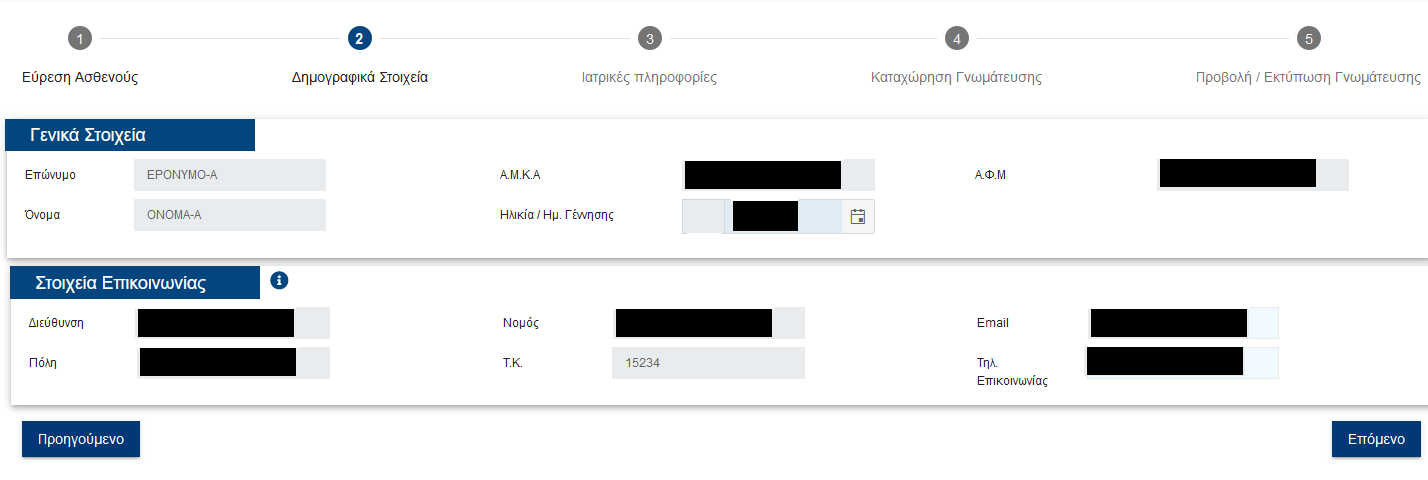 1 2 3 4 5
Εύρεση Ασθενούς Δημογραφικά Στοιχεία Ιατρικές πληροφορίες Καταχώρηση Γνωμάτευσης Προβολή / Εκτύπωση Γνωμάτευσης
Γενικά Στοιχεία
Επώνυμο ΕΡΟΝΥΜΟ-Α Α.Μ.Κ.Α Α.Φ.Μ
Όνομα ΟΝΟΜΑ-Α Ηλικία / Ημ. Γέννησης
Στοιχεία Επικοινωνίας
Διεύθυνση Νομός Email
Πόλη Τ.Κ. 15234 Τηλ.
Επικοινωνίας
Προηγούμενο Επόμενο